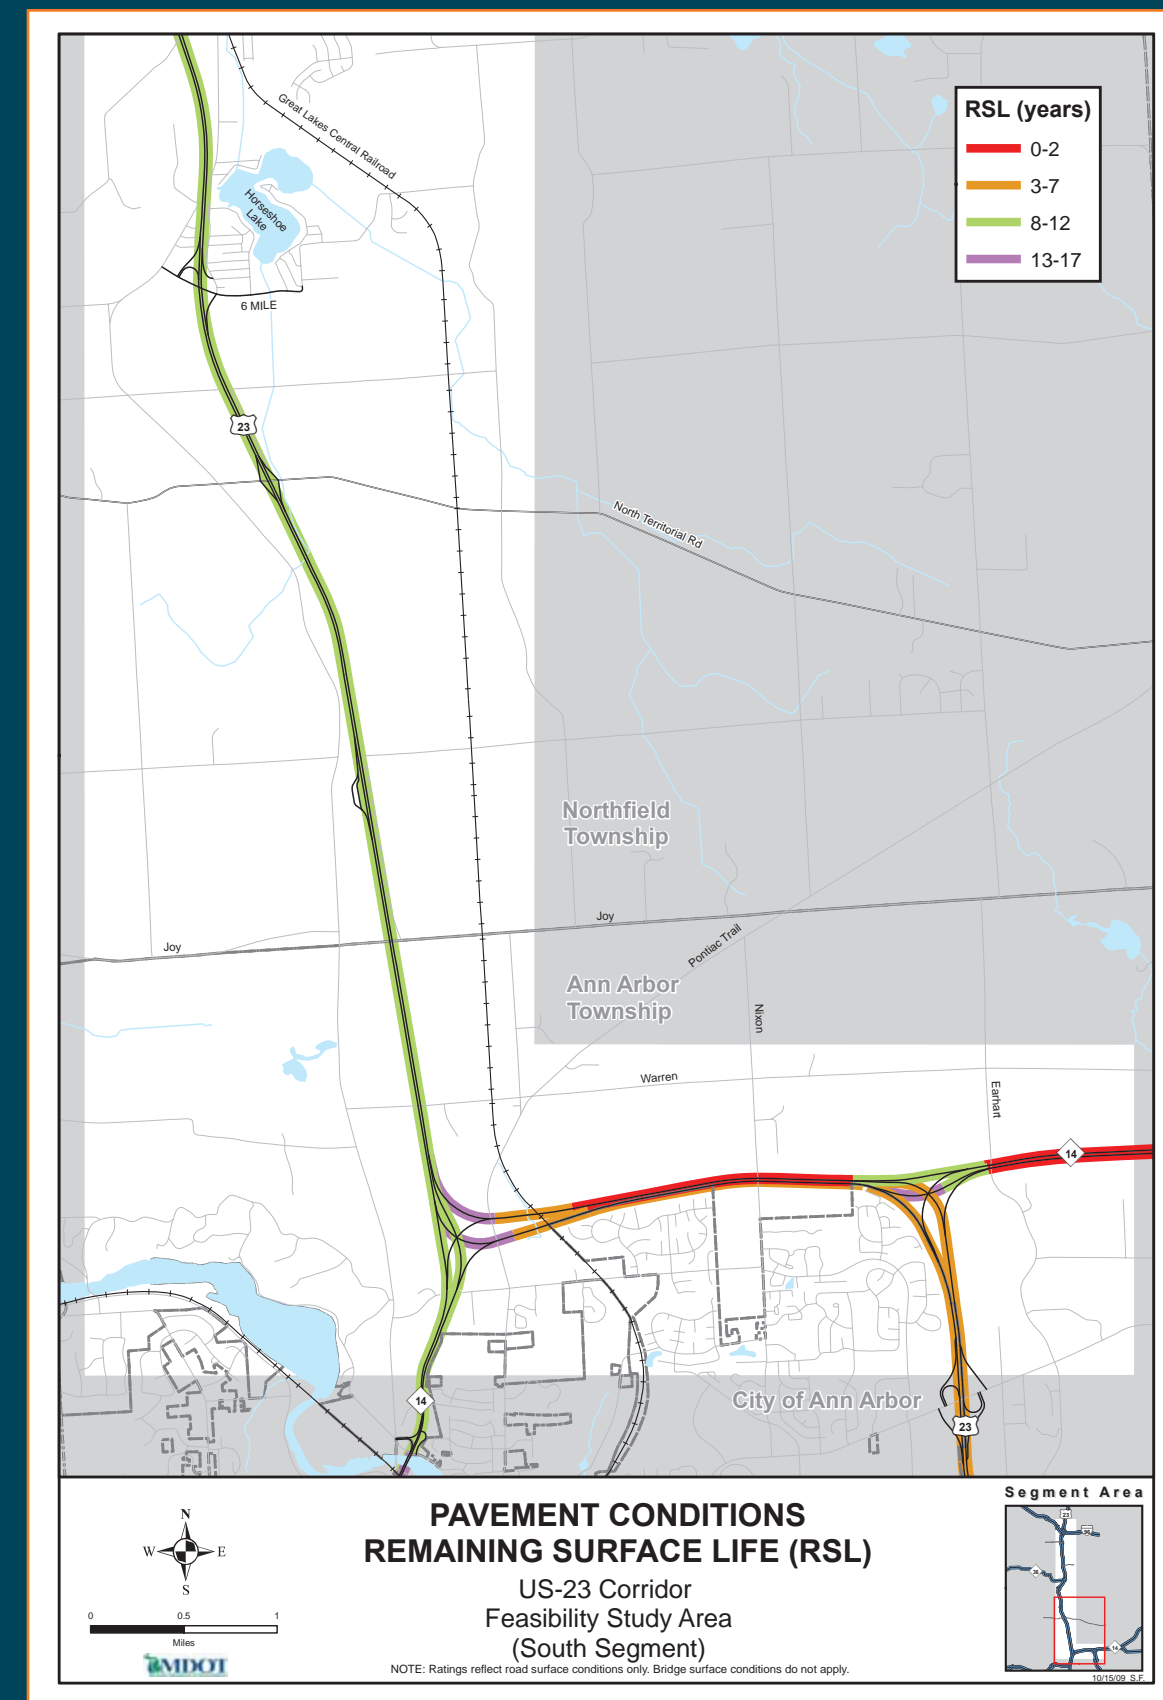 Great Lakes Central Railroad
RSL (years)
0-2
3-7
8-12
13-17
Horseshoe
Lake
6 MILE
23
North Territorial Rd
Northfield
Township
Joy
Joy
Pontiac Trail
Ann Arbor
Township
Nixon
Warren
Earhart
14
14
City of Ann Arbor
23
PAVEMENT CONDITIONS
REMAINING SURFACE LIFE (RSL)
US-23 Corridor
Feasibility Study Area
(South Segment)
NOTE: Ratings reflect road surface conditions only. Bridge surface conditions do not apply.
N
W E
S
0 0.5 1
Miles
MDOT
Segment Area
23
96
36
14
10/15/09 S.F.